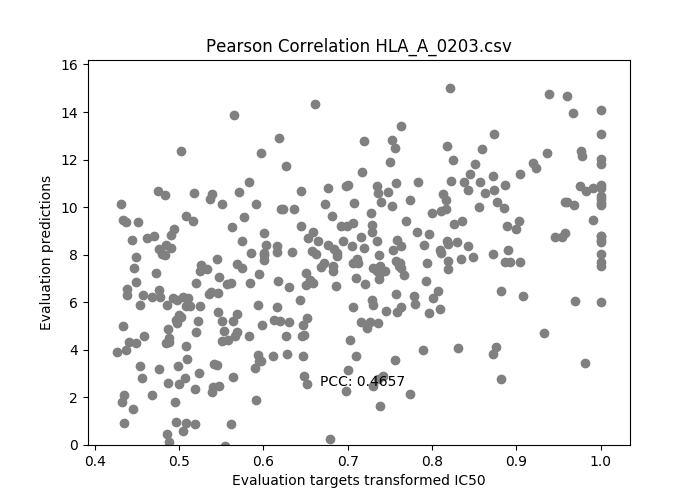 Pearson Correlation HLA_A_0203.csv
16
14
12
10
8
6
4
2
0
Evaluation predictions
PCC: 0.4657
0.4 0.5 0.6 0.7 0.8 0.9 1.0
Evaluation targets transformed IC50